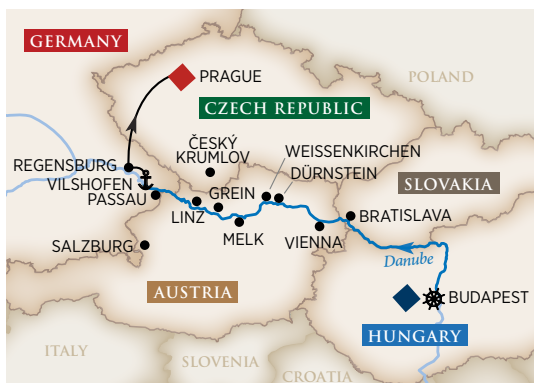 GERMANY
POLAND
PRAGUE
CZECH REPUBLIC
ČESKÝ
KRUMLOV
WEISSENKIRCHEN
DÜRNSTEIN
REGENSBURG
VILSHOFEN
PASSAU
GREIN
SLOVAKIA
LINZ
BRATISLAVA
MELK
VIENNA
SALZBURG
Danube
AUSTRIA
BUDAPEST
HUNGARY
ITALY
SLOVENIA
CROATIA